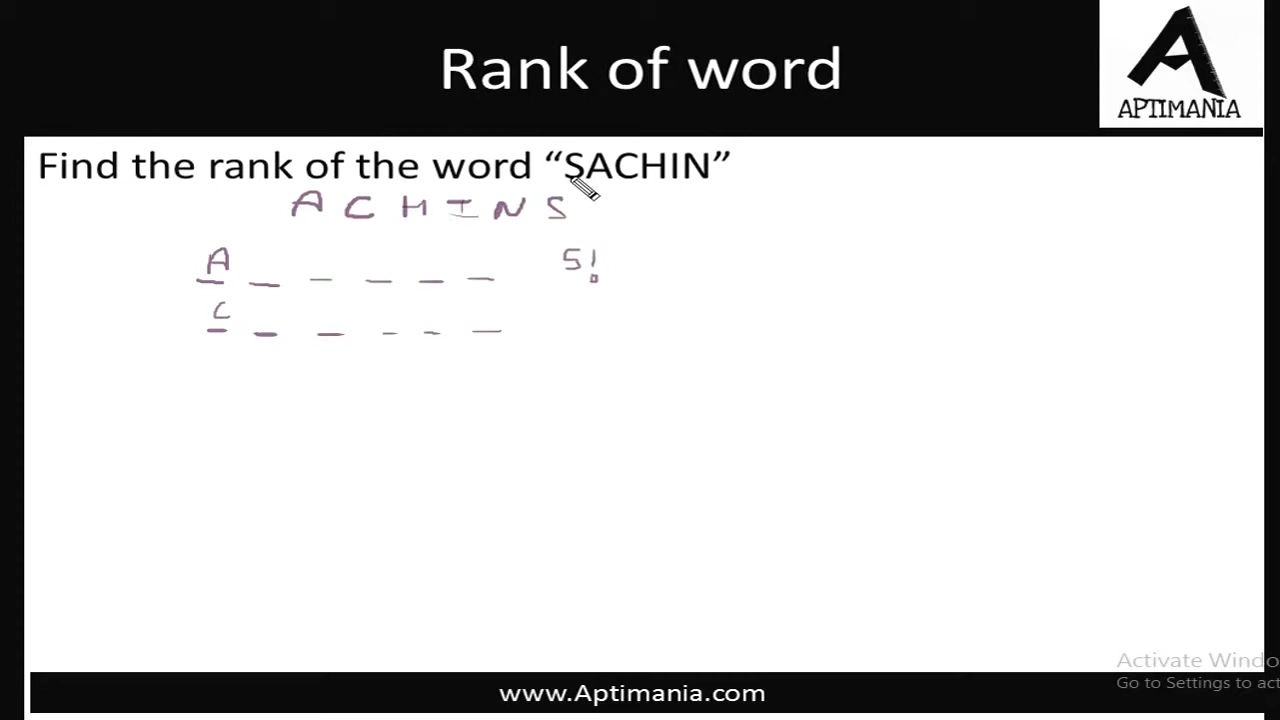 Rank of word
APTIMANIA
Find the rank of the word “SACHIN”
A C H I N S
A 5!
C
Activate Windo
Go to Settings to act
www.Aptimania.com